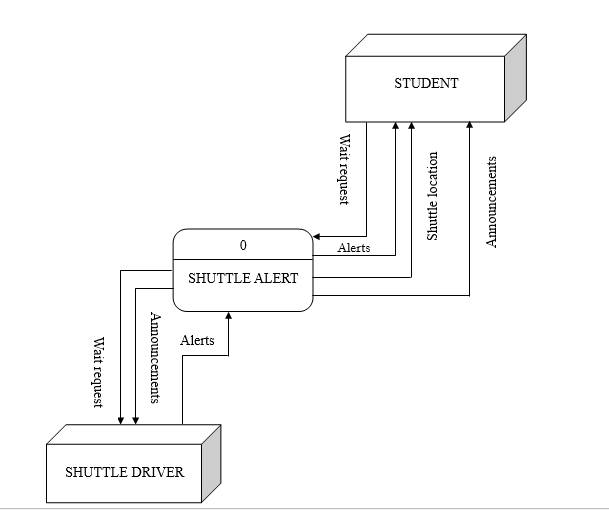 STUDENT
Wait request
Shuttle location
Announcements
0
Alerts
SHUTTLE ALERT
Wait request
Announcements
Alerts
SHUTTLE DRIVER